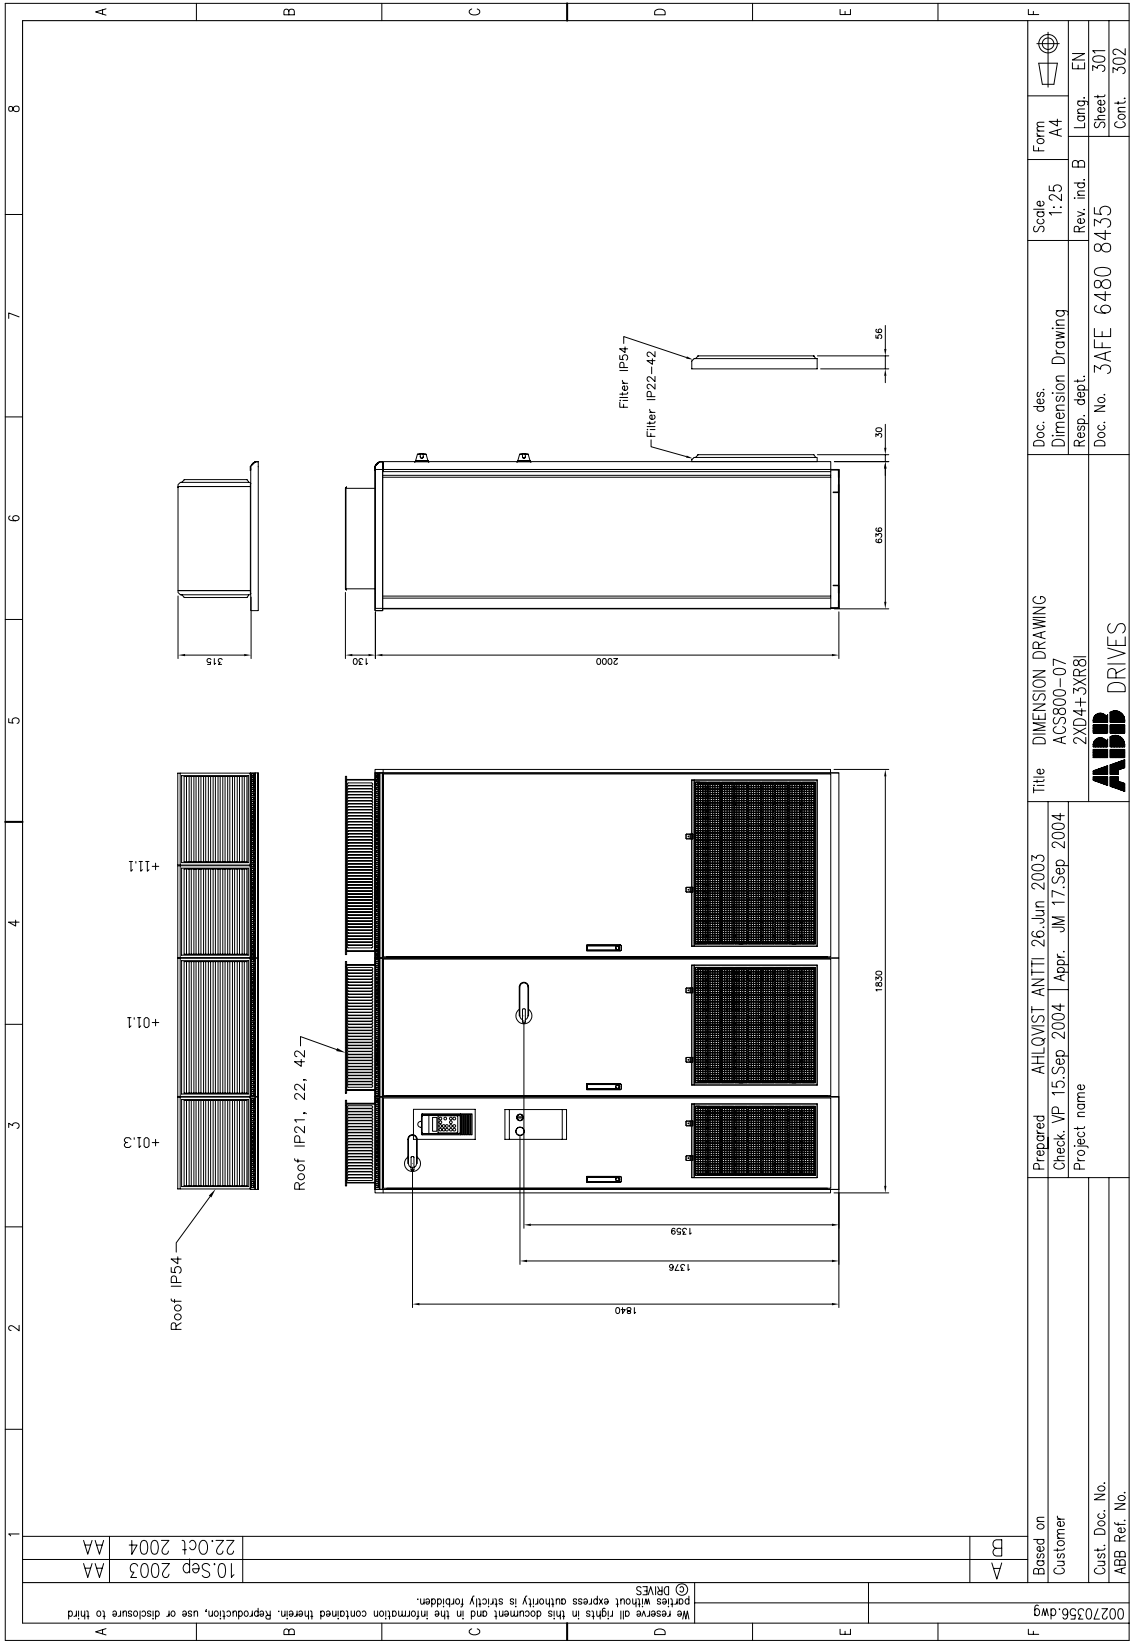 8
7
6
5
4
3
2
1
A
B
C
D
E
F
A
B
C
D
E
F
+11.1
+01.1
+01.3
Roof IP54
Roof IP21, 22, 42
315
130
2000
636
30
56
Filter IP54
Filter IP22-42
1830
1359
1376
1840
We reserve all rights in this document and in the information contained therein. Reproduction, use or disclosure to third
parties without express authority is strictly forbidden.
© DRIVES
00270356.dwg
A
10.Sep 2003 AA
B
22.Oct 2004 AA
Based on
Customer
Cust. Doc. No.
ABB Ref. No.
Prepared AHLQVIST ANTTI 26.Jun 2003
Check. VP 15.Sep 2004 Appr. JM 17.Sep 2004
Project name
Title DIMENSION DRAWING
ACS800-07
2XD4+3XR8I
ABB DRIVES
Doc. des.
Dimension Drawing
Resp. dept.
Doc. No. 3AFE 6480 8435
Scale
1:25
Form
A4
Rev. ind. B
Lang. EN
Sheet 301
Cont. 302